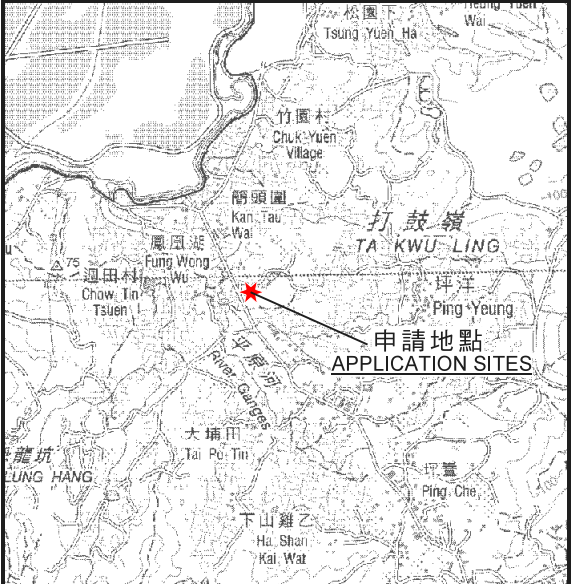 松園下
Tsung Yuen Ha
Wai
竹園村
Chuk Yuen
Village
簡頭圍
Kan Tau
Wai
打鼓嶺
TA KWU LING
鳳凰湖
Fung Wong
Wu
75
週田村
Chow Tin
Tsuen
坪洋
Ping Yeung
申請地點
APPLICATION SITES
平原河
River Ganges
大埔田
Tai Po Tin
龍坑
LUNG HANG
坪輋
Ping Che
下山雞乙
Ha Shan
Kai Wat
100